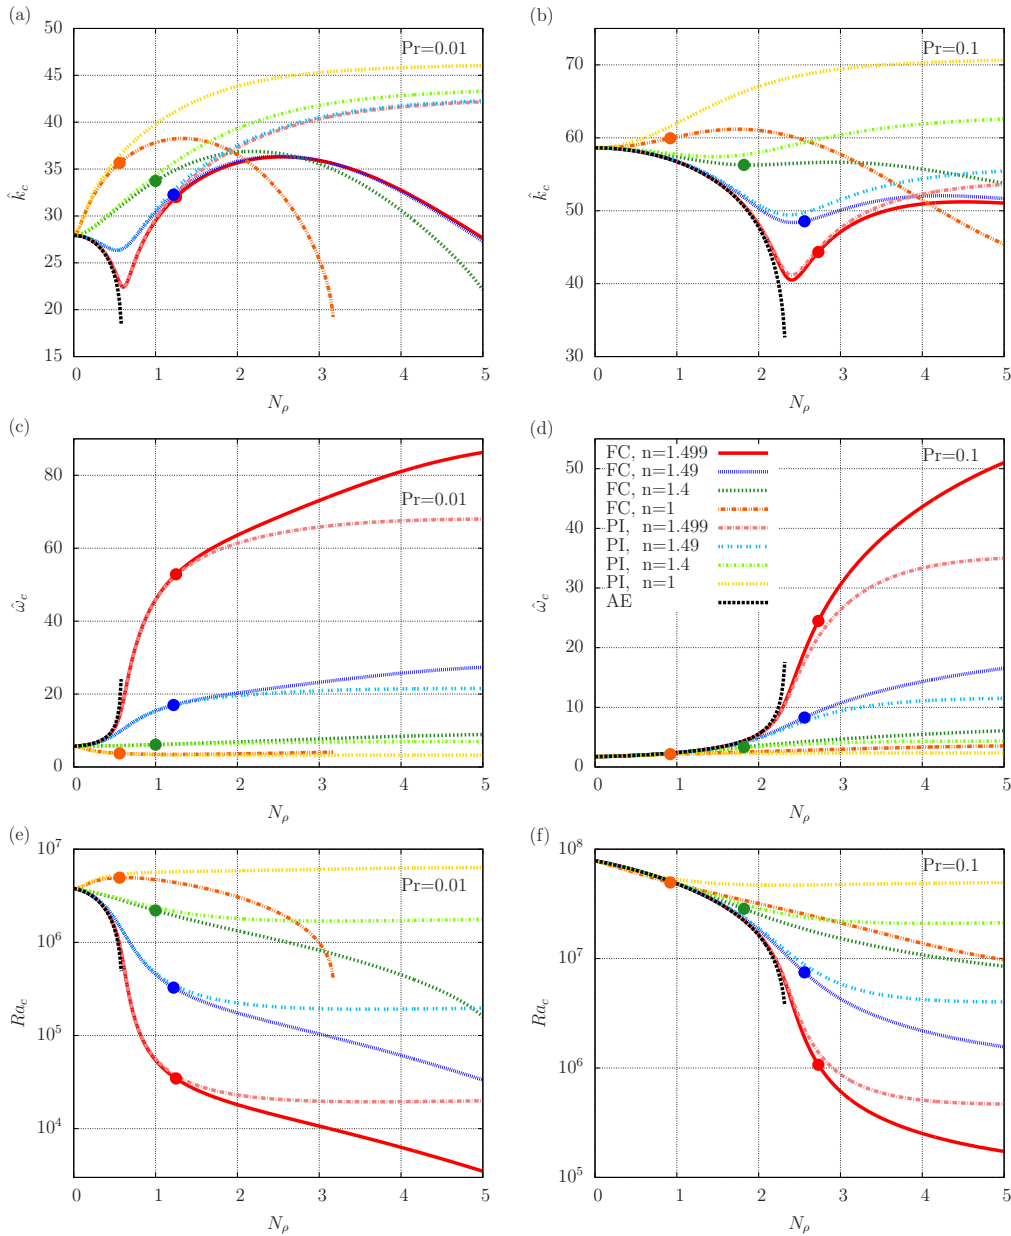 (a)
Pr=0.01
50
45
40
35
30
25
20
15
k̂c
0 1 2 3 4 5
Nρ
(b)
Pr=0.1
70
60
50
40
30
k̂c
0 1 2 3 4 5
Nρ
(c)
Pr=0.01
80
60
40
20
0
ω̂c
0 1 2 3 4 5
Nρ
(d)
Pr=0.1
50
40
30
20
10
0
ω̂c
FC, n=1.499
FC, n=1.49
FC, n=1.4
FC, n=1
PI, n=1.499
PI, n=1.49
PI, n=1.4
PI, n=1
AE
0 1 2 3 4 5
Nρ
(e)
Pr=0.01
10⁷
10⁶
10⁵
10⁴
Rac
0 1 2 3 4 5
Nρ
(f)
Pr=0.1
10⁸
10⁷
10⁶
10⁵
Rac
0 1 2 3 4 5
Nρ